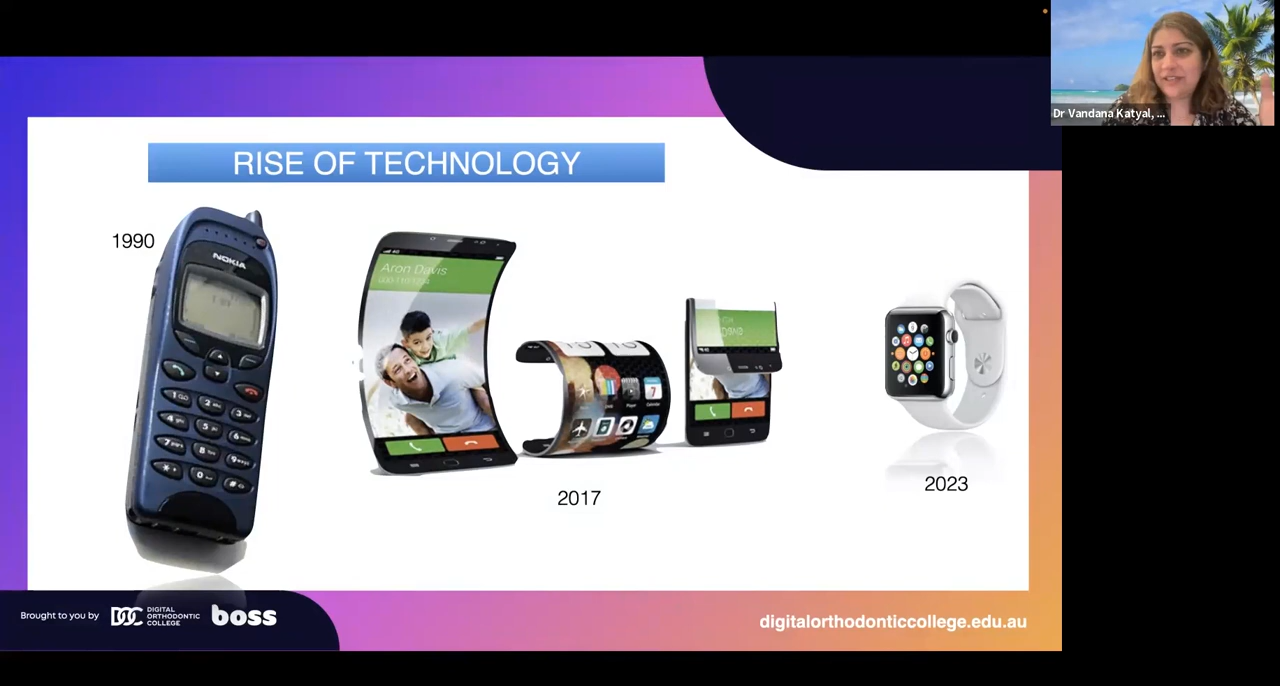 Dr Vandana Katyal, ...
RISE OF TECHNOLOGY
1990
NOKIA
Aron Davis
2017
2023
Brought to you by
DOC
DIGITAL
ORTHODONTIC
COLLEGE
boss
digitalorthodonticcollege.edu.au